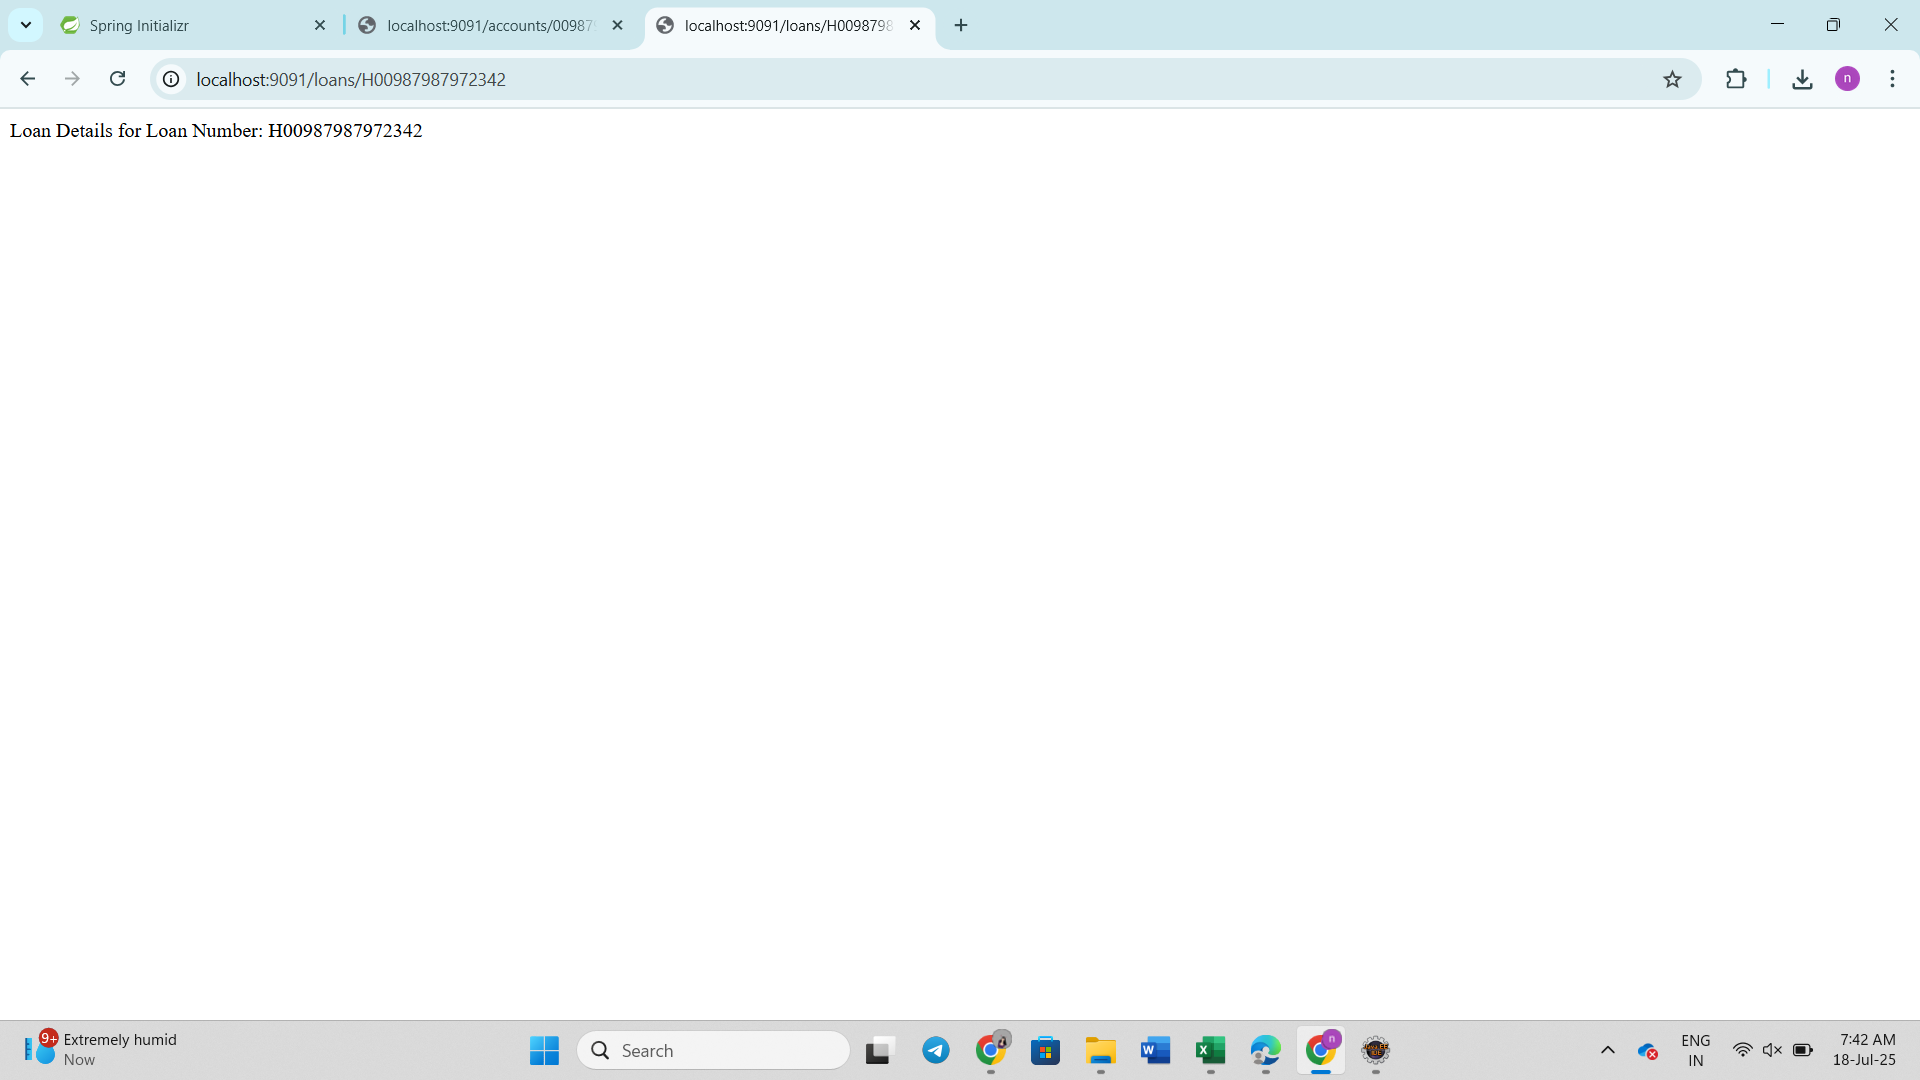 Spring Initializr
localhost:9091/accounts/00987
localhost:9091/loans/H0098798
localhost:9091/loans/H00987987972342
n
Loan Details for Loan Number: H00987987972342
9+
Extremely humid
Now
Search
W
X
n
ENG
IN
7:42 AM
18-Jul-25